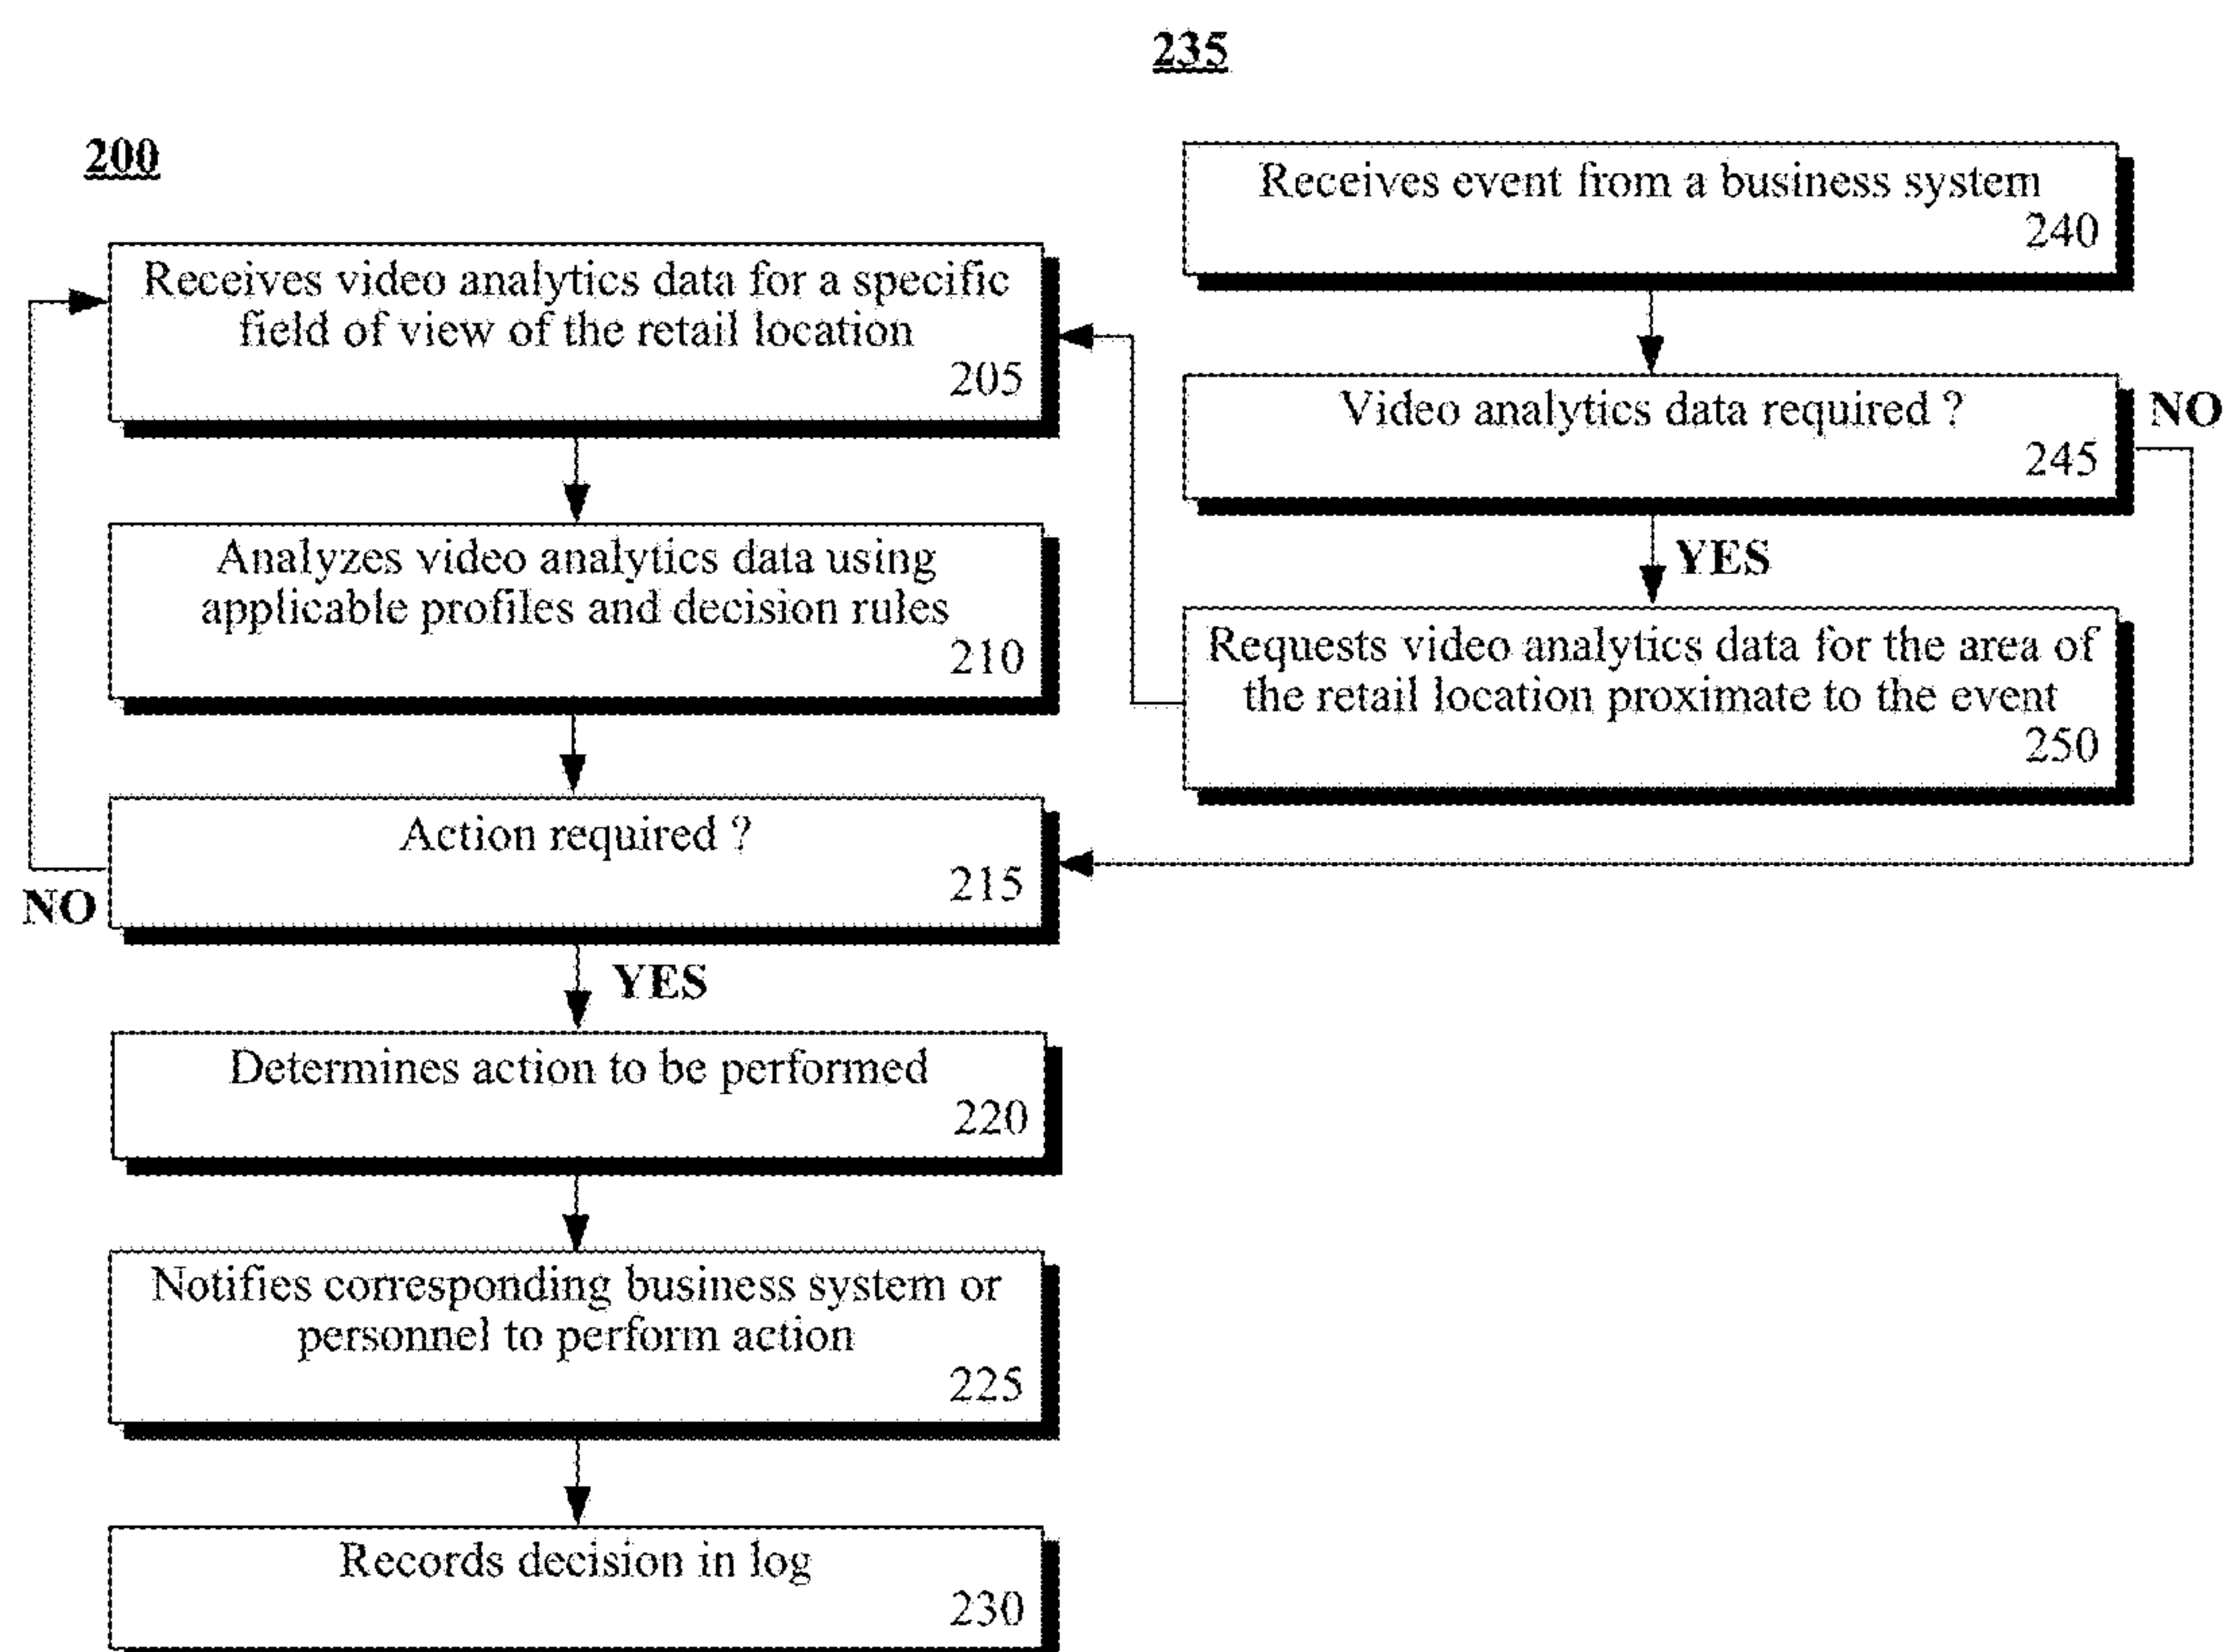 235
200
Receives event from a business system
240
Receives video analytics data for a specific
field of view of the retail location
205
Video analytics data required ?
245
NO
Analyzes video analytics data using
applicable profiles and decision rules
210
YES
Requests video analytics data for the area of
the retail location proximate to the event
250
Action required ?
215
NO
YES
Determines action to be performed
220
Notifies corresponding business system or
personnel to perform action
225
Records decision in log
230